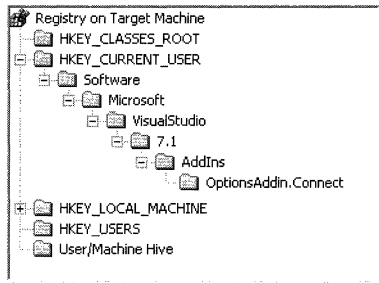 Registry on Target Machine
HKEY_CLASSES_ROOT
HKEY_CURRENT_USER
Software
Microsoft
VisualStudio
7.1
AddIns
OptionsAddin.Connect
HKEY_LOCAL_MACHINE
HKEY_USERS
User/Machine Hive